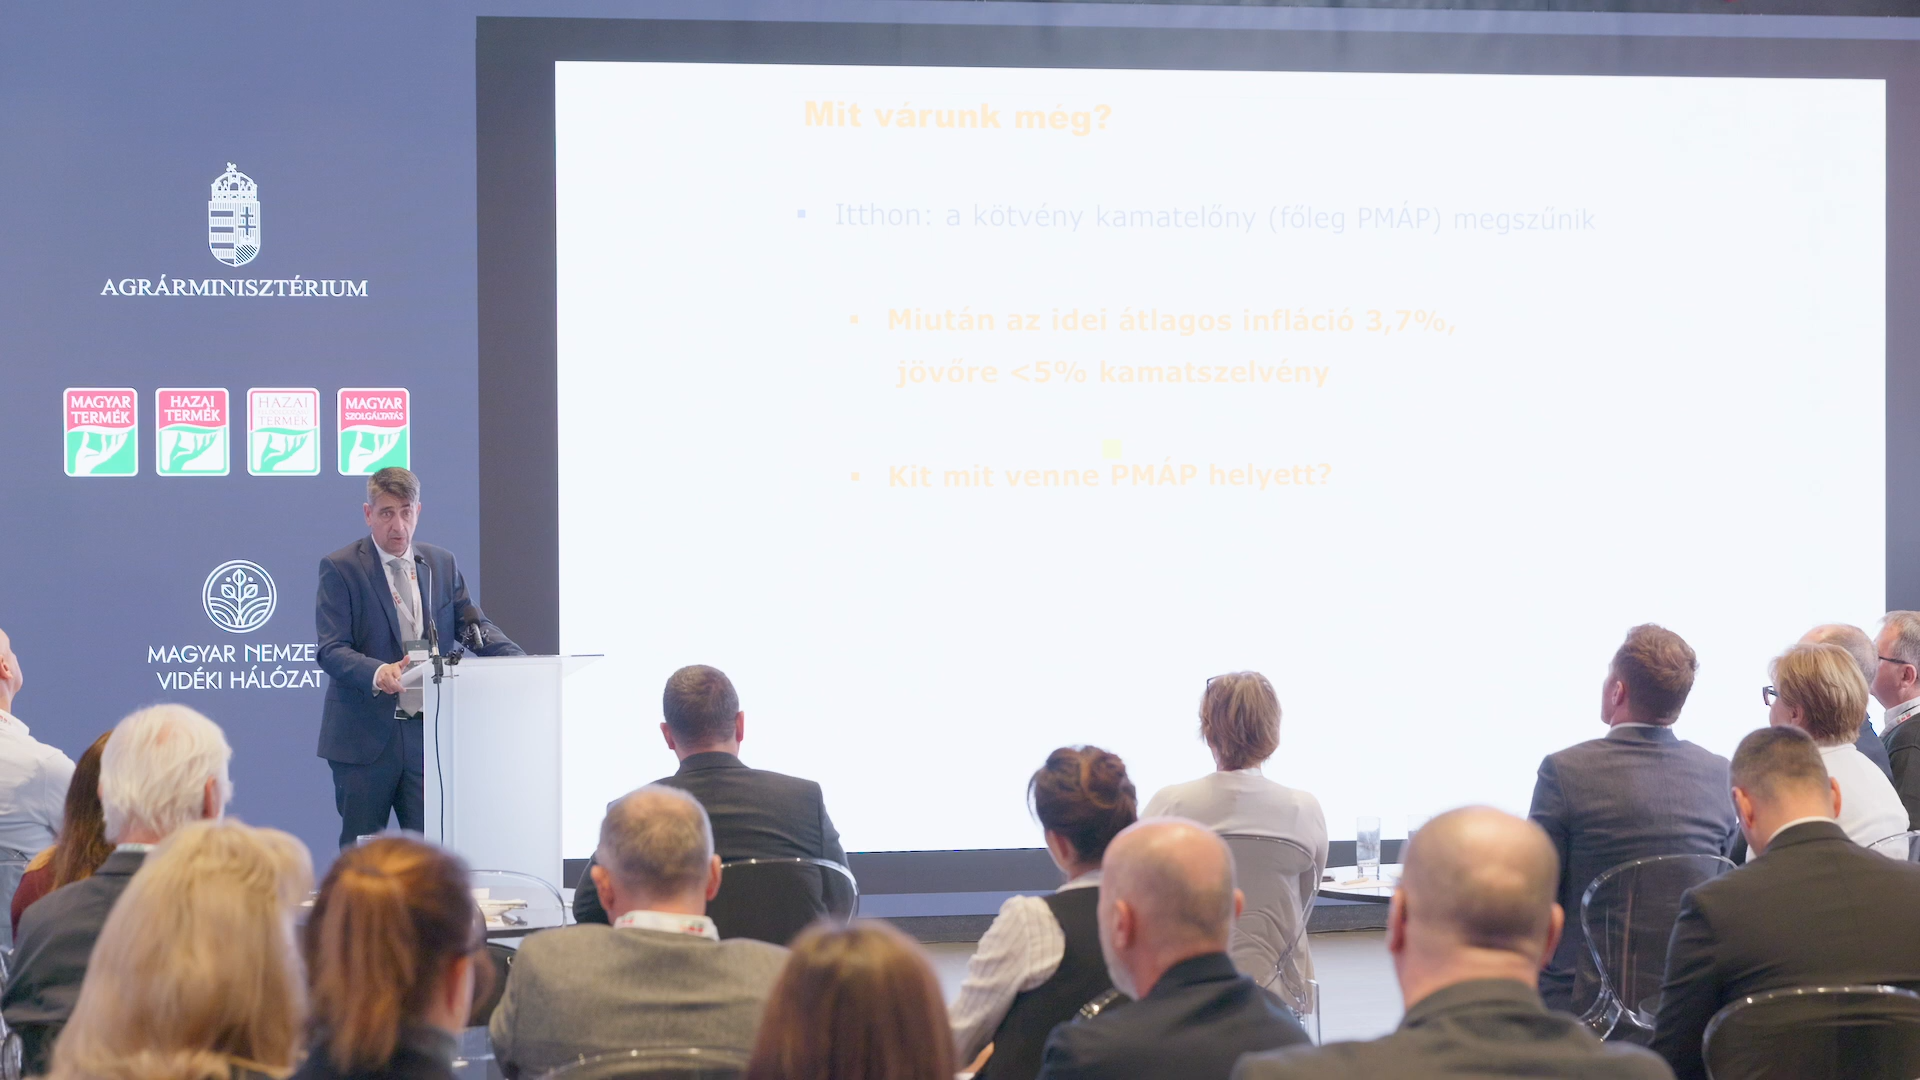 AGRÁRMINISZTÉRIUM
MAGYAR
TERMÉK
HAZAI
TERMÉK
HAZAI
TERMÉK
MAGYAR
SZOLGÁLTATÁS
MAGYAR NEMZE
VIDÉKI HÁLÓZAT
Mit várunk még?
▪ Itthon: a kötvény kamatelőny (főleg PMÁP) megszűnik
▪ Miután az idei átlagos infláció 3,7%,
jövőre <5% kamatszelvény
▪ Kit mit venne PMÁP helyett?